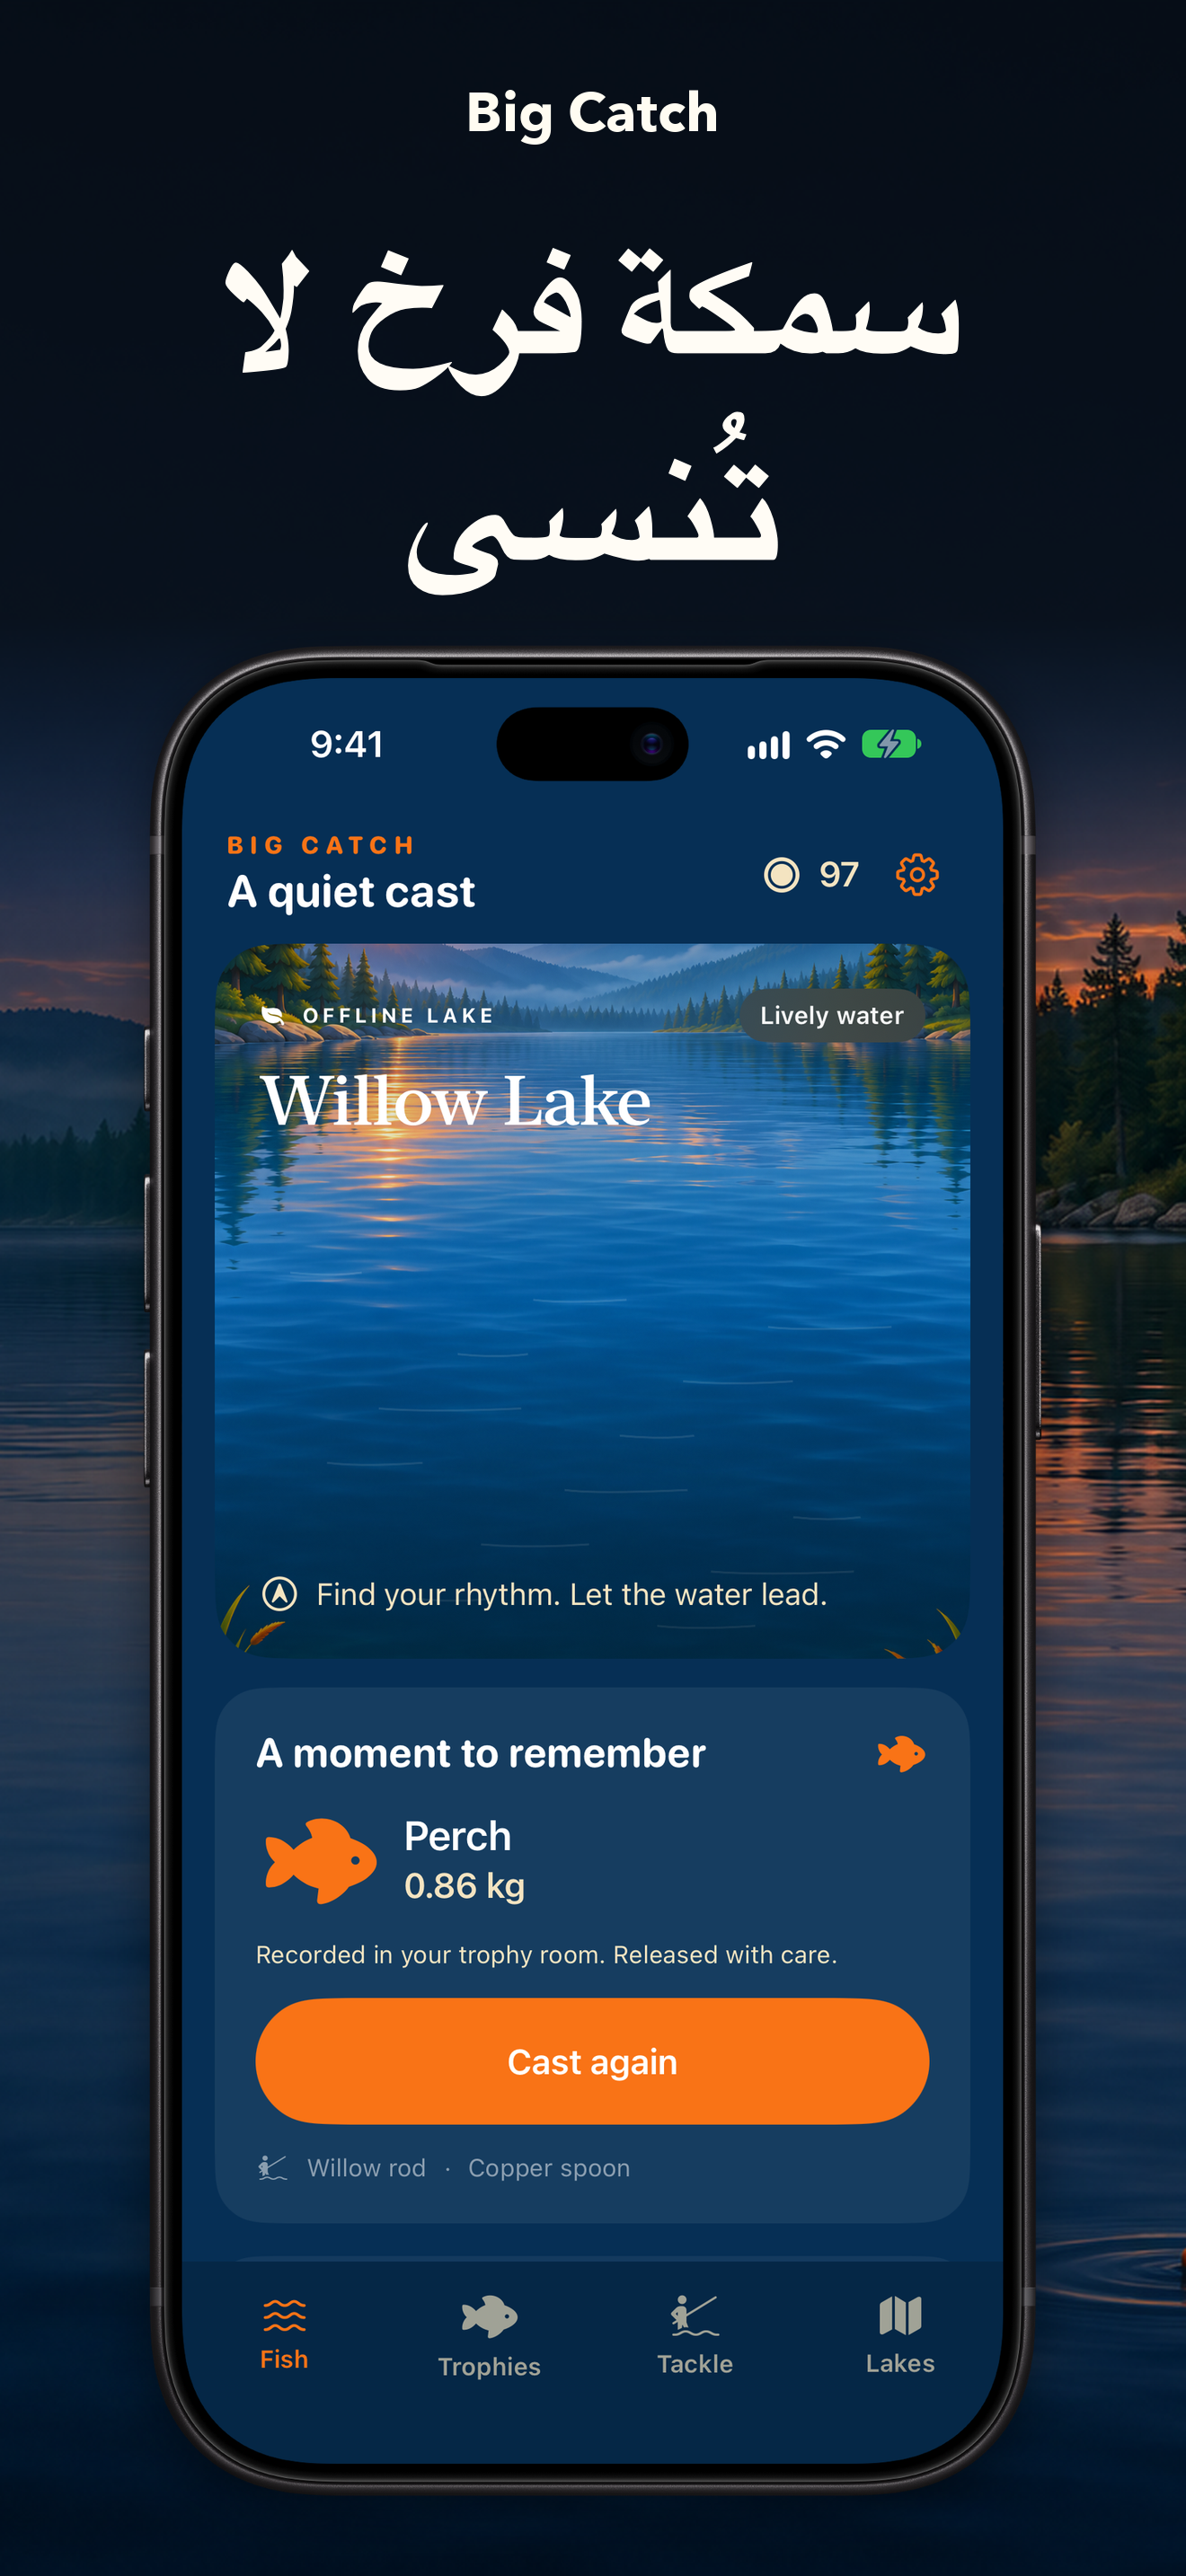 Big Catch
سمكة فرخ لا
تُنسى
9:41
BIG CATCH
A quiet cast
97
OFFLINE LAKE
Lively water
Willow Lake
Find your rhythm. Let the water lead.
A moment to remember
Perch
0.86 kg
Recorded in your trophy room. Released with care.
Cast again
Willow rod · Copper spoon
Fish
Trophies
Tackle
Lakes